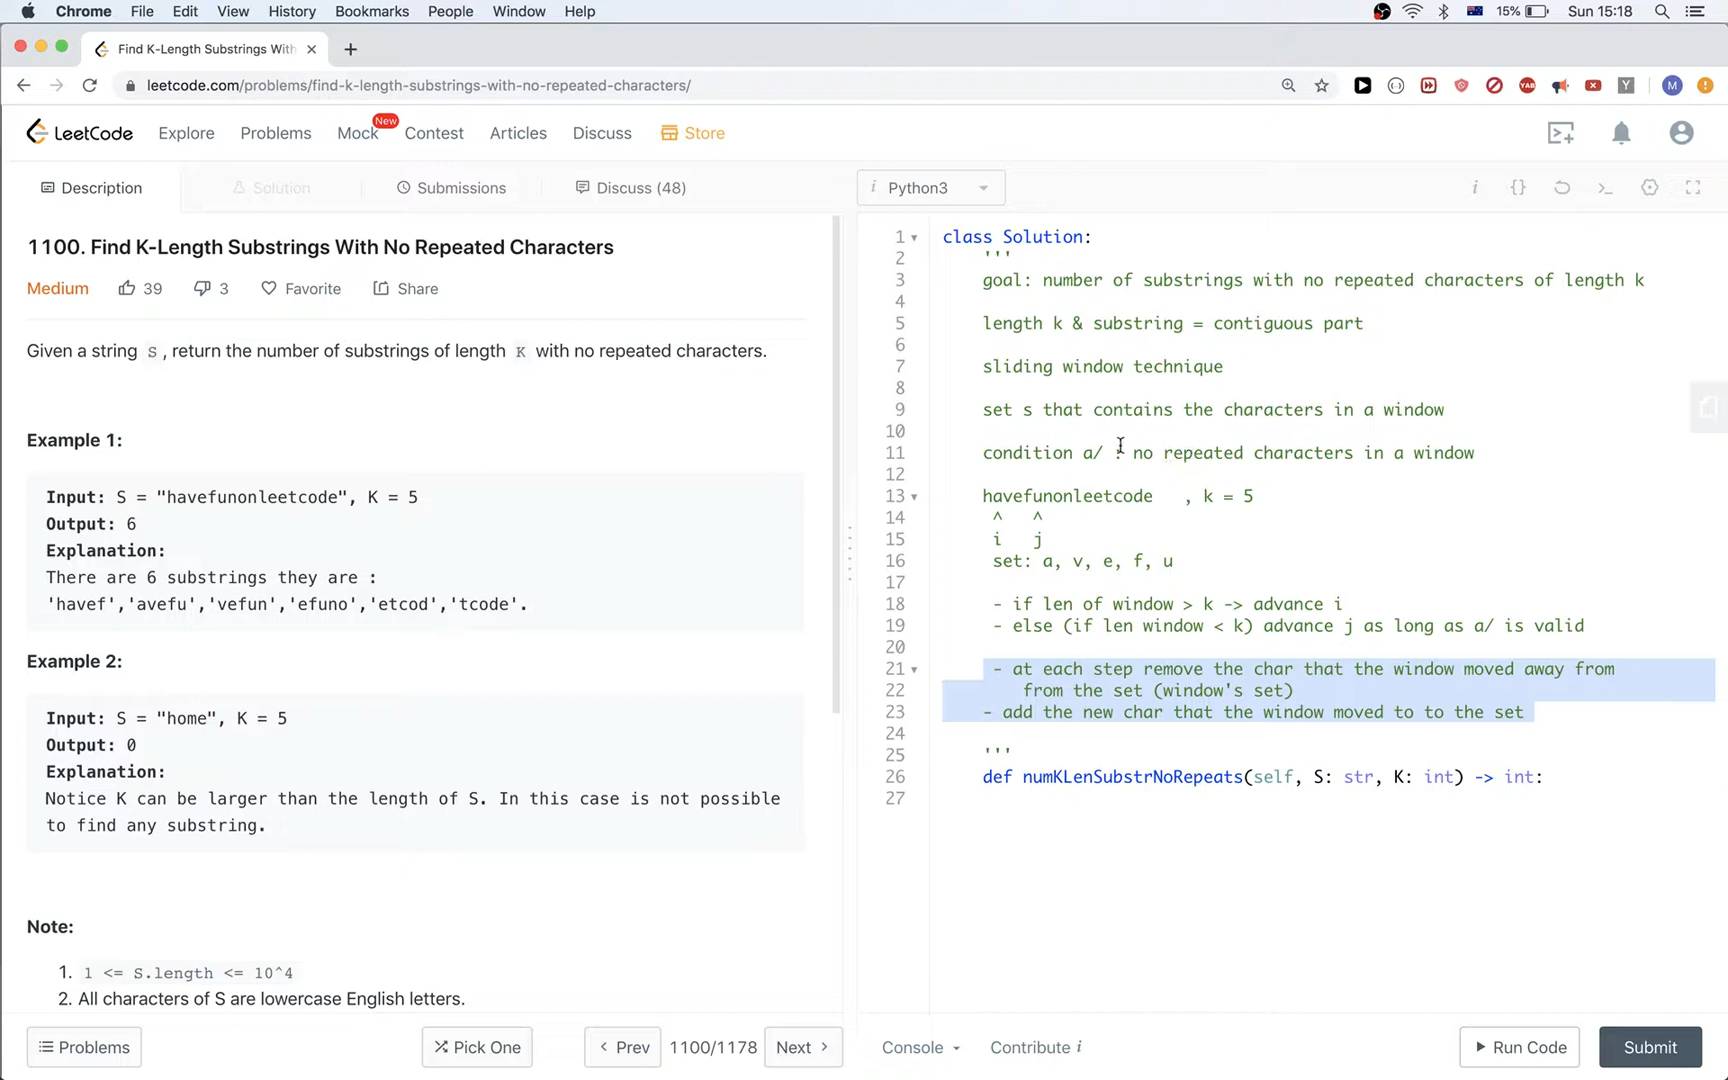 Chrome File Edit View History Bookmarks People Window Help 15% Sun 15:18
Find K-Length Substrings With
leetcode.com/problems/find-k-length-substrings-with-no-repeated-characters/ YAB Y M
LeetCode Explore Problems Mock New Contest Articles Discuss Store
Description Solution Submissions Discuss (48)
i Python3
1100. Find K-Length Substrings With No Repeated Characters
Medium 39 3 Favorite Share
Given a string S , return the number of substrings of length K with no repeated characters.
Example 1:
Input: S = "havefunonleetcode", K = 5
Output: 6
Explanation:
There are 6 substrings they are :
'havef','avefu','vefun','efuno','etcod','tcode'.
Example 2:
Input: S = "home", K = 5
Output: 0
Explanation:
Notice K can be larger than the length of S. In this case is not possible
to find any substring.
Note:
1. 1 <= S.length <= 10^4
2. All characters of S are lowercase English letters.
1 class Solution:
2 '''
3 goal: number of substrings with no repeated characters of length k
4
5 length k & substring = contiguous part
6
7 sliding window technique
8
9 set s that contains the characters in a window
10
11 condition a/ : no repeated characters in a window
12
13 havefunonleetcode , k = 5
14 ^ ^
15 i j
16 set: a, v, e, f, u
17
18 - if len of window > k -> advance i
19 - else (if len window < k) advance j as long as a/ is valid
20
21 - at each step remove the char that the window moved away from
22 from the set (window's set)
23 - add the new char that the window moved to to the set
24
25 '''
26 def numKLenSubstrNoRepeats(self, S: str, K: int) -> int:
27
Problems Pick One < Prev 1100/1178 Next > Console Contribute i Run Code Submit